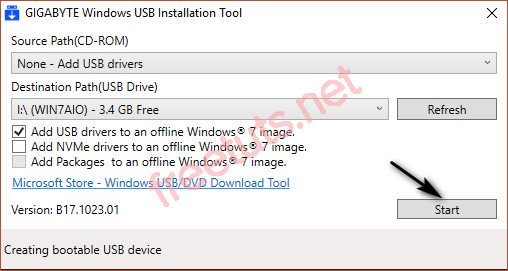 GIGABYTE Windows USB Installation Tool
Source Path(CD-ROM)
None - Add USB drivers
Destination Path(USB Drive)
I:\ (WIN7AIO) - 3.4 GB Free
Refresh
Add USB drivers to an offline Windows® 7 image.
Add NVMe drivers to an offline Windows® 7 image.
Add Packages to an offline Windows® 7 image.
Microsoft Store - Windows USB/DVD Download Tool
Version: B17.1023.01
Start
Creating bootable USB device
freetuts.net